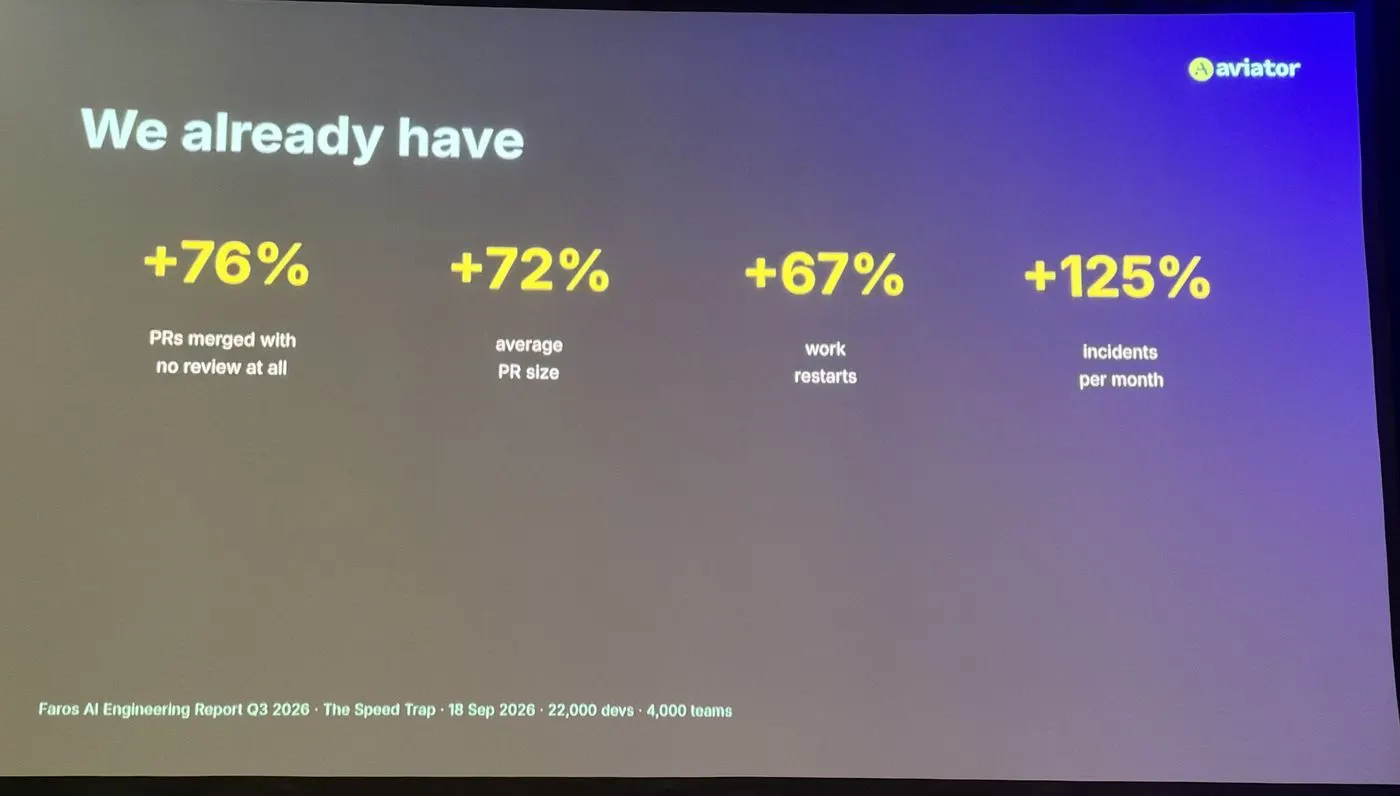 aviator
We already have
+76%
PRs merged with
no review at all
+72%
average
PR size
+67%
work
restarts
+125%
incidents
per month
Faros AI Engineering Report Q3 2026 · The Speed Trap · 18 Sep 2026 · 22,000 devs · 4,000 teams